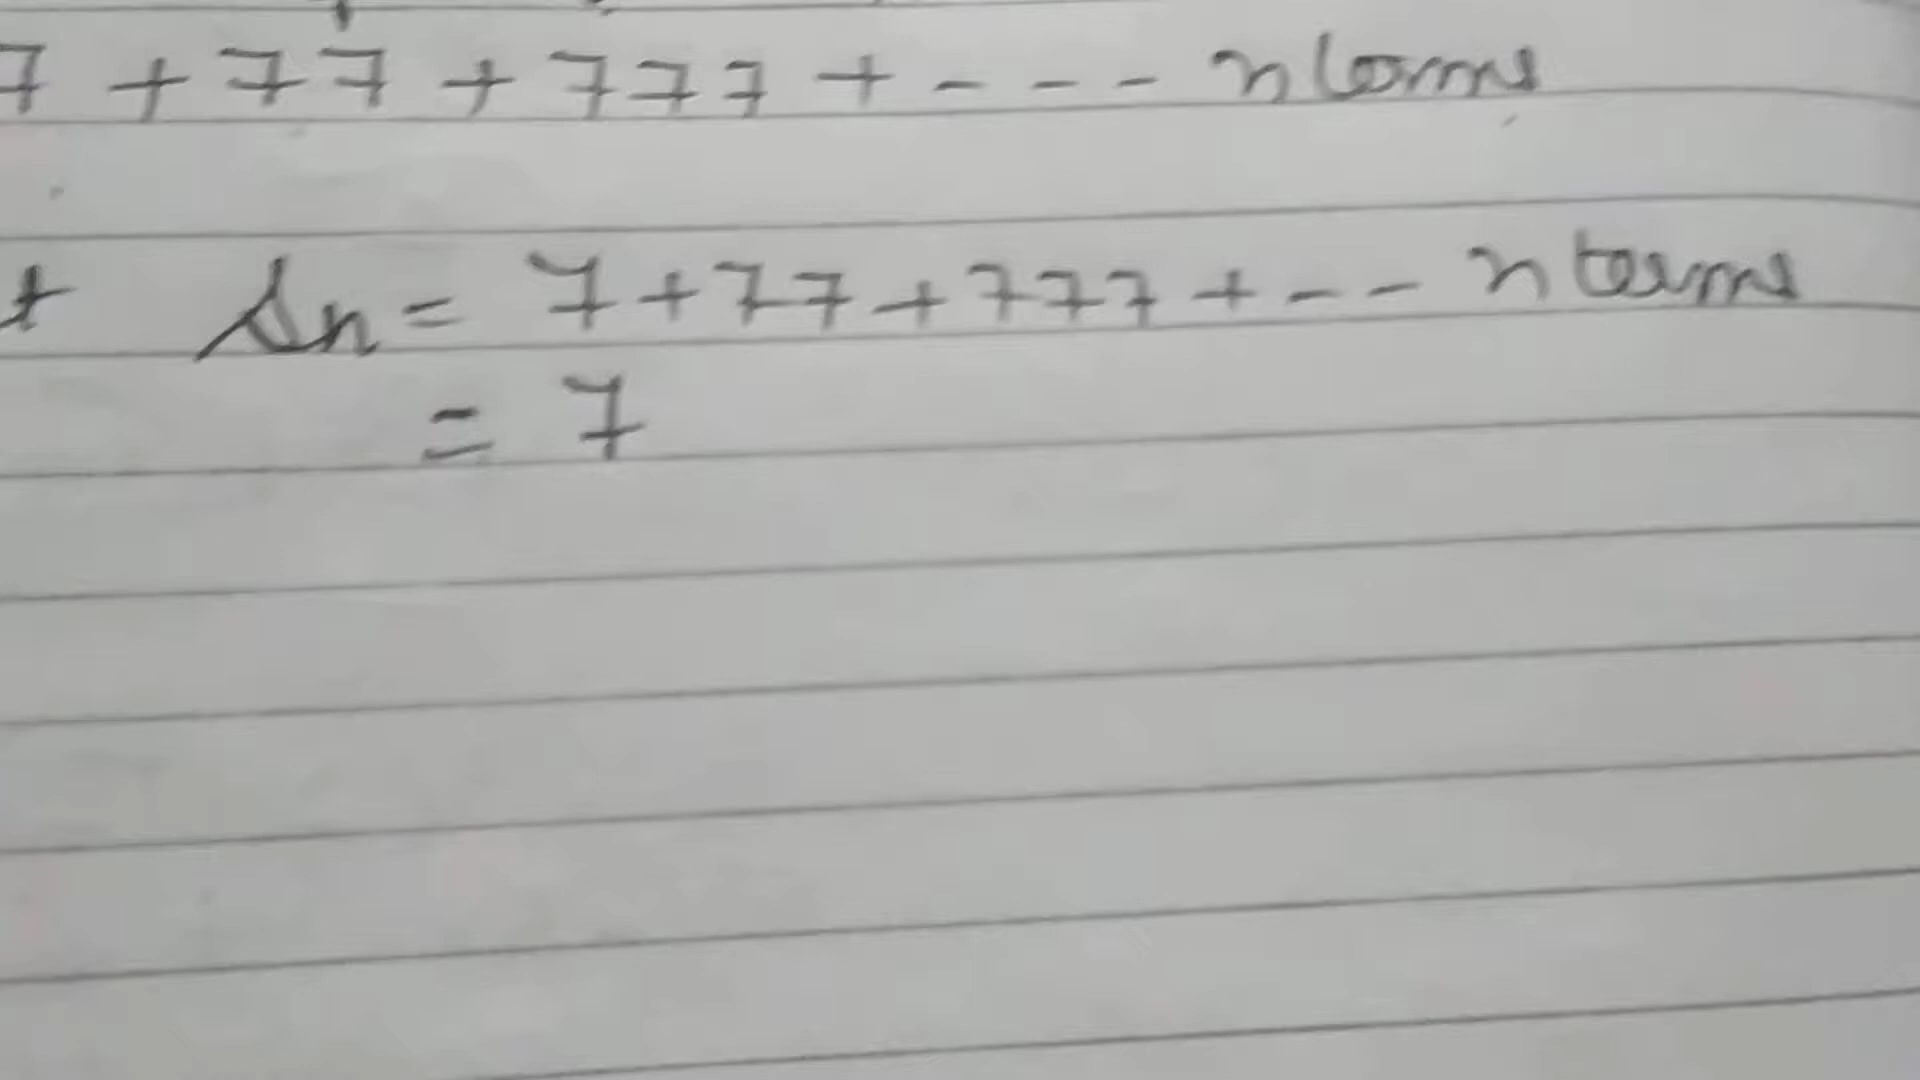 7 + 77 + 777 + - - - n terms
t Sn = 7 + 77 + 777 + - - n terms
= 7